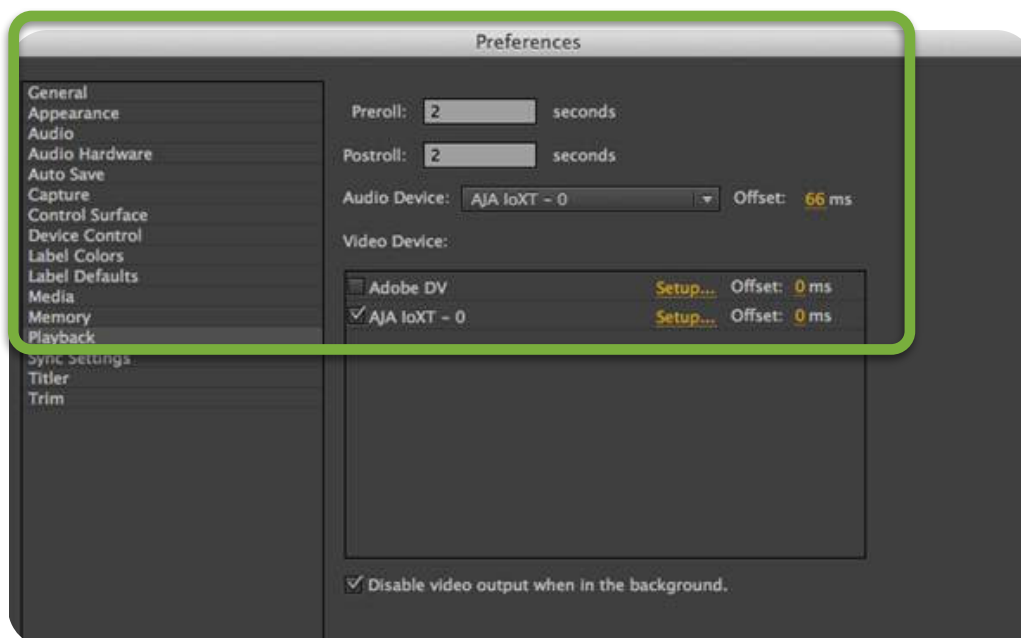 Preferences
General
Appearance
Audio
Audio Hardware
Auto Save
Capture
Control Surface
Device Control
Label Colors
Label Defaults
Media
Memory
Playback
Sync Settings
Titler
Trim
Preroll: 2 seconds
Postroll: 2 seconds
Audio Device: AJA IoXT - 0 Offset: 66 ms
Video Device:
Adobe DV Setup... Offset: 0 ms
AJA IoXT - 0 Setup... Offset: 0 ms
Disable video output when in the background.